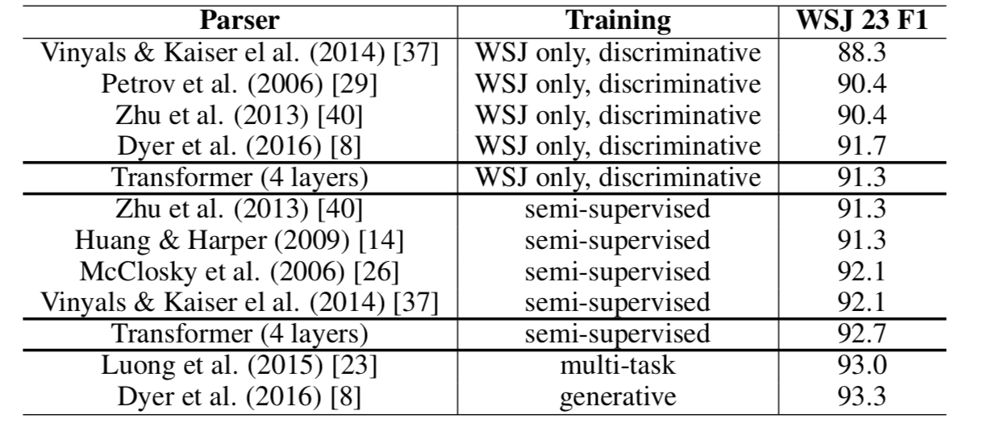 Parser Training WSJ 23 F1
Vinyals & Kaiser el al. (2014) [37] WSJ only, discriminative 88.3
Petrov et al. (2006) [29] WSJ only, discriminative 90.4
Zhu et al. (2013) [40] WSJ only, discriminative 90.4
Dyer et al. (2016) [8] WSJ only, discriminative 91.7
Transformer (4 layers) WSJ only, discriminative 91.3
Zhu et al. (2013) [40] semi-supervised 91.3
Huang & Harper (2009) [14] semi-supervised 91.3
McClosky et al. (2006) [26] semi-supervised 92.1
Vinyals & Kaiser el al. (2014) [37] semi-supervised 92.1
Transformer (4 layers) semi-supervised 92.7
Luong et al. (2015) [23] multi-task 93.0
Dyer et al. (2016) [8] generative 93.3